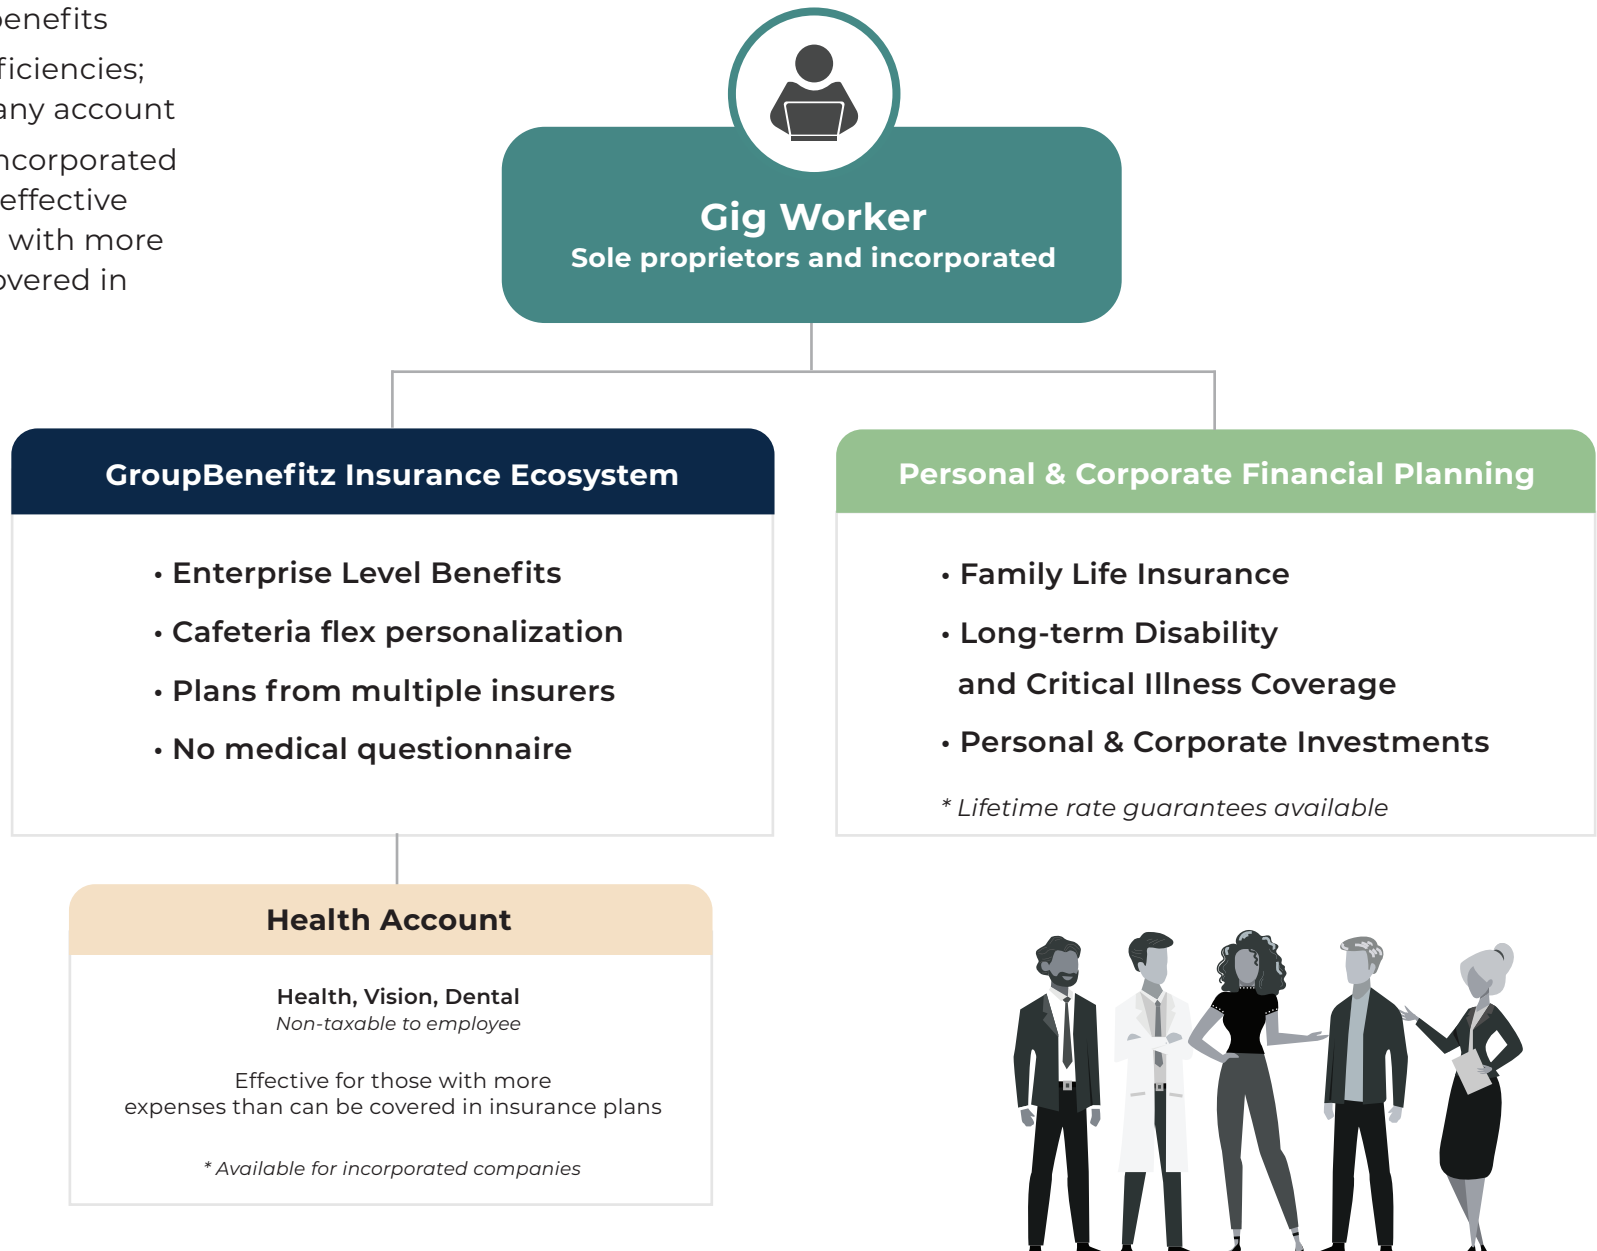 benefits
ficiencies;
any account
ncorporated
effective
with more
overed in
Gig Worker
Sole proprietors and incorporated
GroupBenefitz Insurance Ecosystem
• Enterprise Level Benefits
• Cafeteria flex personalization
• Plans from multiple insurers
• No medical questionnaire
Personal & Corporate Financial Planning
• Family Life Insurance
• Long-term Disability
and Critical Illness Coverage
• Personal & Corporate Investments
* Lifetime rate guarantees available
Health Account
Health, Vision, Dental
Non-taxable to employee
Effective for those with more
expenses than can be covered in insurance plans
* Available for incorporated companies